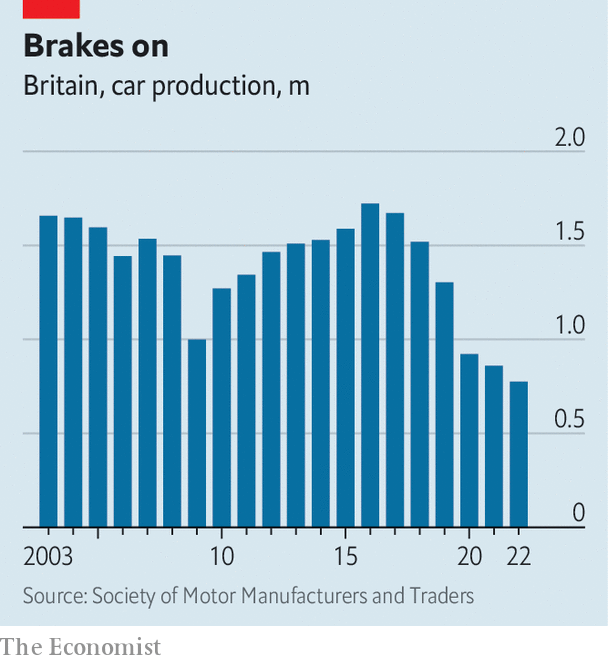 Brakes on
Britain, car production, m
2.0
1.5
1.0
0.5
0
2003 10 15 20 22
Source: Society of Motor Manufacturers and Traders
The Economist